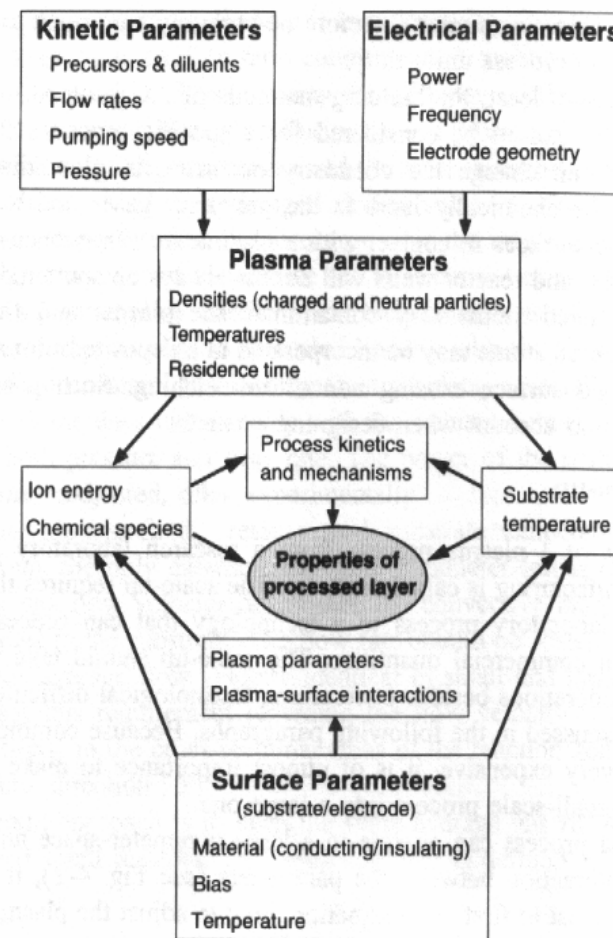 Kinetic Parameters
Precursors & diluents
Flow rates
Pumping speed
Pressure
Electrical Parameters
Power
Frequency
Electrode geometry
Plasma Parameters
Densities (charged and neutral particles)
Temperatures
Residence time
Process kinetics
and mechanisms
Ion energy
Chemical species
Substrate
temperature
Properties of
processed layer
Plasma parameters
Plasma-surface interactions
Surface Parameters
(substrate/electrode)
Material (conducting/insulating)
Bias
Temperature